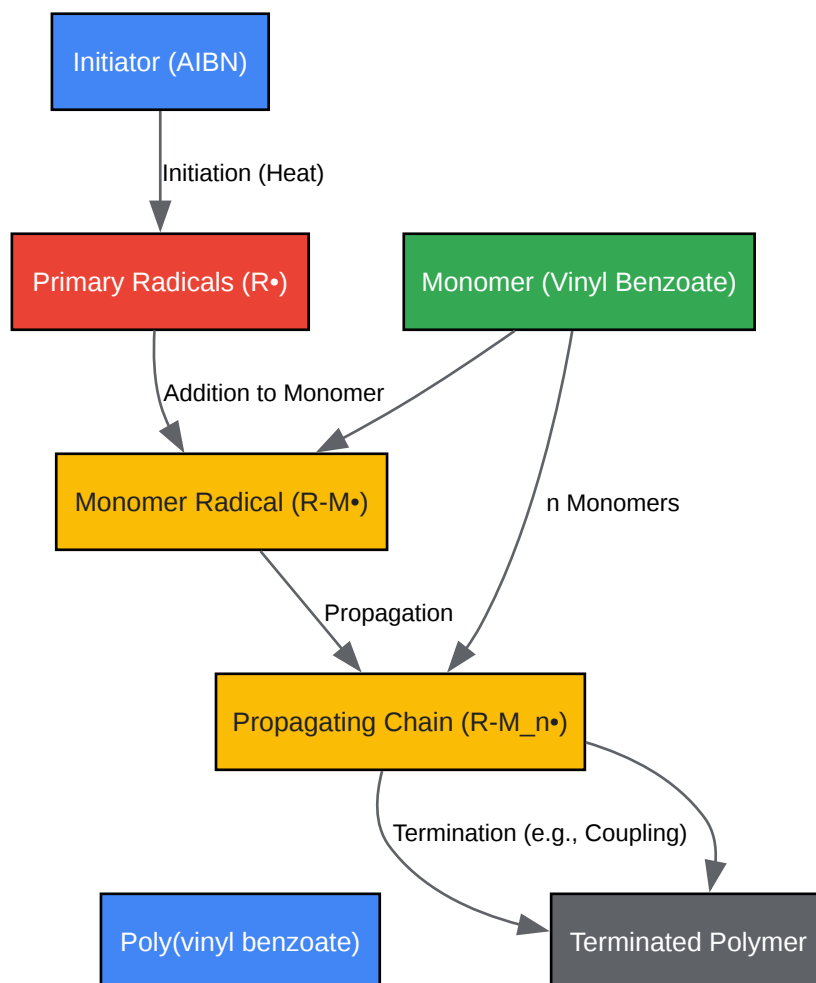 Initiator (AIBN)
Initiation (Heat)
Primary Radicals (R•)
Monomer (Vinyl Benzoate)
Addition to Monomer
Monomer Radical (R-M•)
n Monomers
Propagation
Propagating Chain (R-M_n•)
Termination (e.g., Coupling)
Poly(vinyl benzoate)
Terminated Polymer